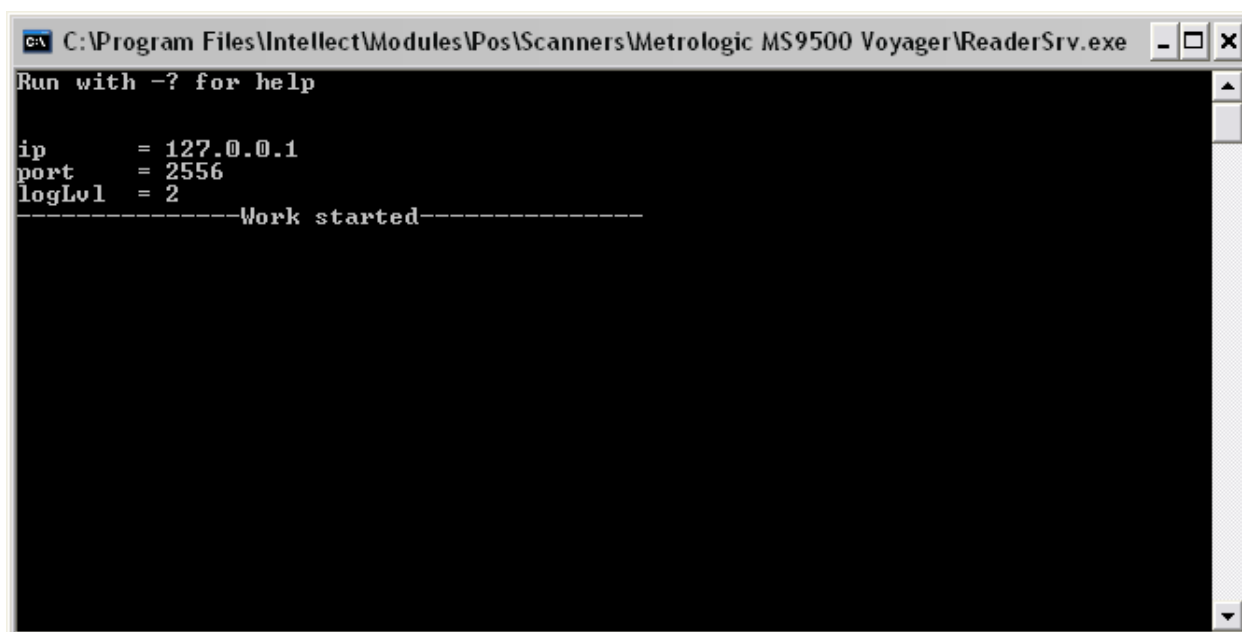 C:\Program Files\Intellect\Modules\Pos\Scanners\Metrologic MS9500 Voyager\ReaderSrv.exe
Run with -? for help
ip = 127.0.0.1
port = 2556
logLvl = 2
---------------Work started---------------